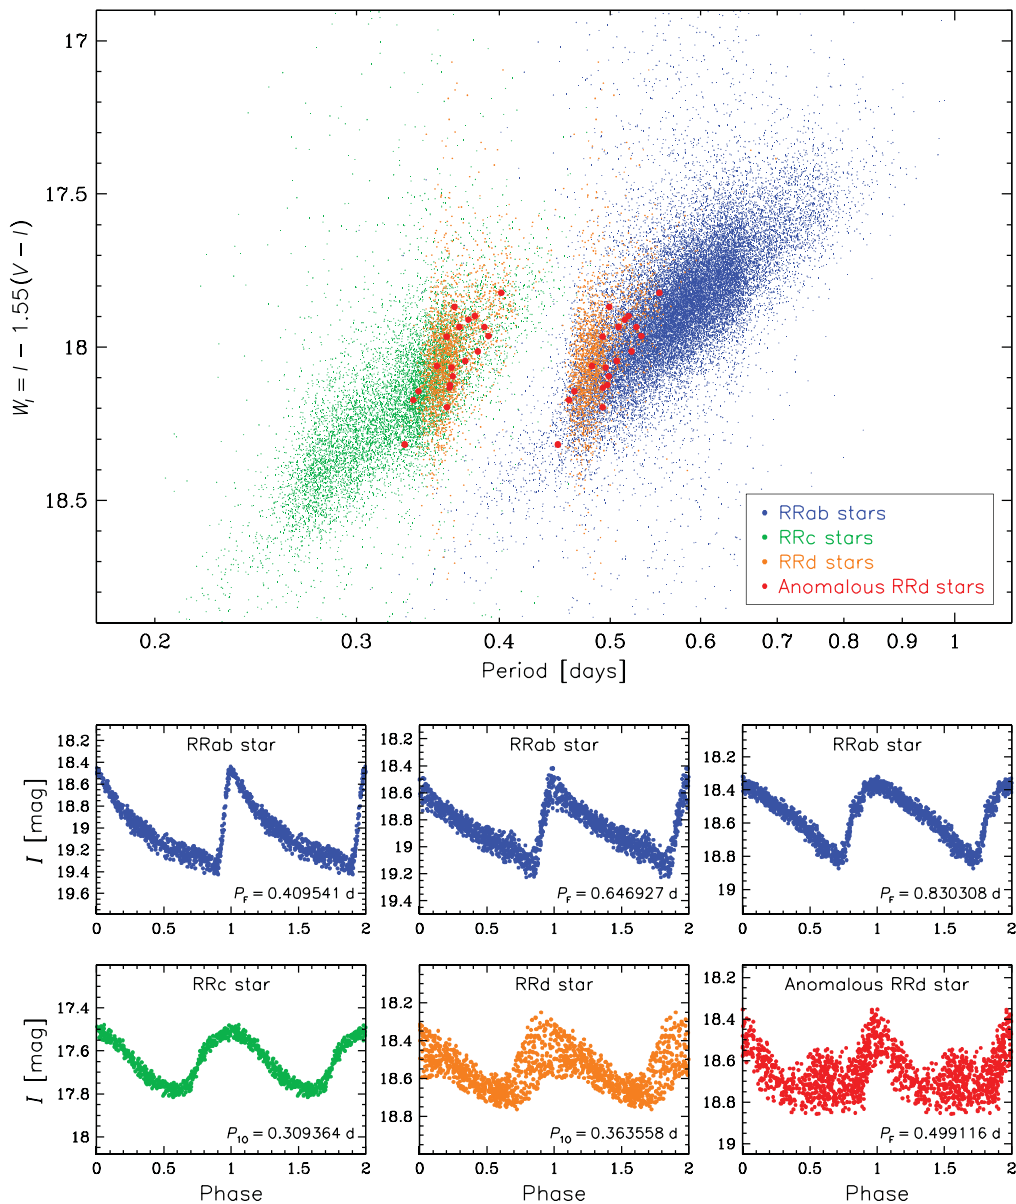 17
17.5
18
18.5
W_I = I − 1.55(V − I)
0.2 0.3 0.4 0.5 0.6 0.7 0.8 0.9 1
Period [days]
RRab stars
RRc stars
RRd stars
Anomalous RRd stars
RRab star
18.2
18.4
18.6
18.8
19
19.2
19.4
19.6
I [mag]
P_F = 0.409541 d
0 0.5 1 1.5 2
RRab star
18.2
18.4
18.6
18.8
19
19.2
19.4
P_F = 0.646927 d
0 0.5 1 1.5 2
RRab star
18.2
18.4
18.6
18.8
19
P_F = 0.830308 d
0 0.5 1 1.5 2
RRc star
17.4
17.6
17.8
18
I [mag]
P_10 = 0.309364 d
0 0.5 1 1.5 2
Phase
RRd star
18.2
18.4
18.6
18.8
P_10 = 0.363558 d
0 0.5 1 1.5 2
Phase
Anomalous RRd star
18.2
18.4
18.6
18.8
19
P_F = 0.499116 d
0 0.5 1 1.5 2
Phase